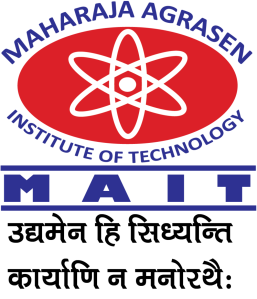 MAHARAJA AGRASEN
INSTITUTE OF TECHNOLOGY
MAIT
उद्यमेन हि सिध्यन्ति
कार्याणि न मनोरथैः